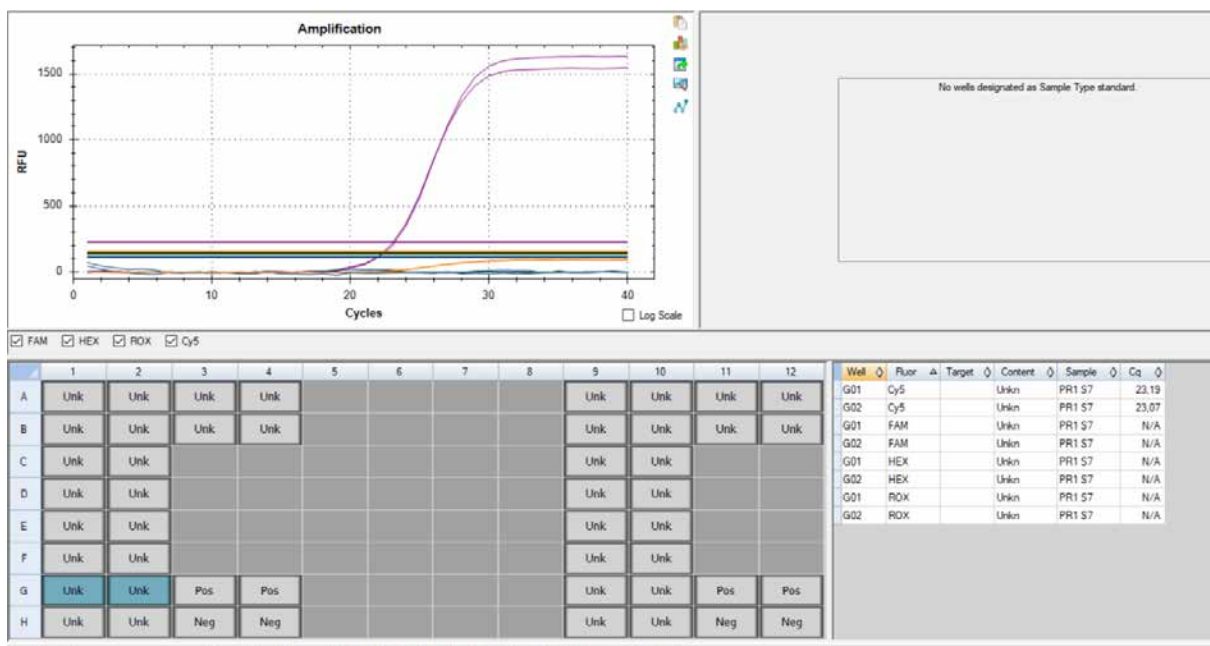 Amplification
1500
1000
500
0
RFU
0 10 20 30 40
Cycles
Log Scale
No wells designated as Sample Type standard.
FAM HEX ROX Cy5
1 2 3 4 5 6 7 8 9 10 11 12
A Unk Unk Unk Unk Unk Unk Unk Unk
B Unk Unk Unk Unk Unk Unk Unk Unk
C Unk Unk Unk Unk
D Unk Unk Unk Unk
E Unk Unk Unk Unk
F Unk Unk Unk Unk
G Unk Unk Pos Pos Unk Unk Pos Pos
H Unk Unk Neg Neg Unk Unk Neg Neg
Well Fluor Target Content Sample Cq
G01 Cy5 Unkn PR1 S7 23,19
G02 Cy5 Unkn PR1 S7 23,07
G01 FAM Unkn PR1 S7 N/A
G02 FAM Unkn PR1 S7 N/A
G01 HEX Unkn PR1 S7 N/A
G02 HEX Unkn PR1 S7 N/A
G01 ROX Unkn PR1 S7 N/A
G02 ROX Unkn PR1 S7 N/A